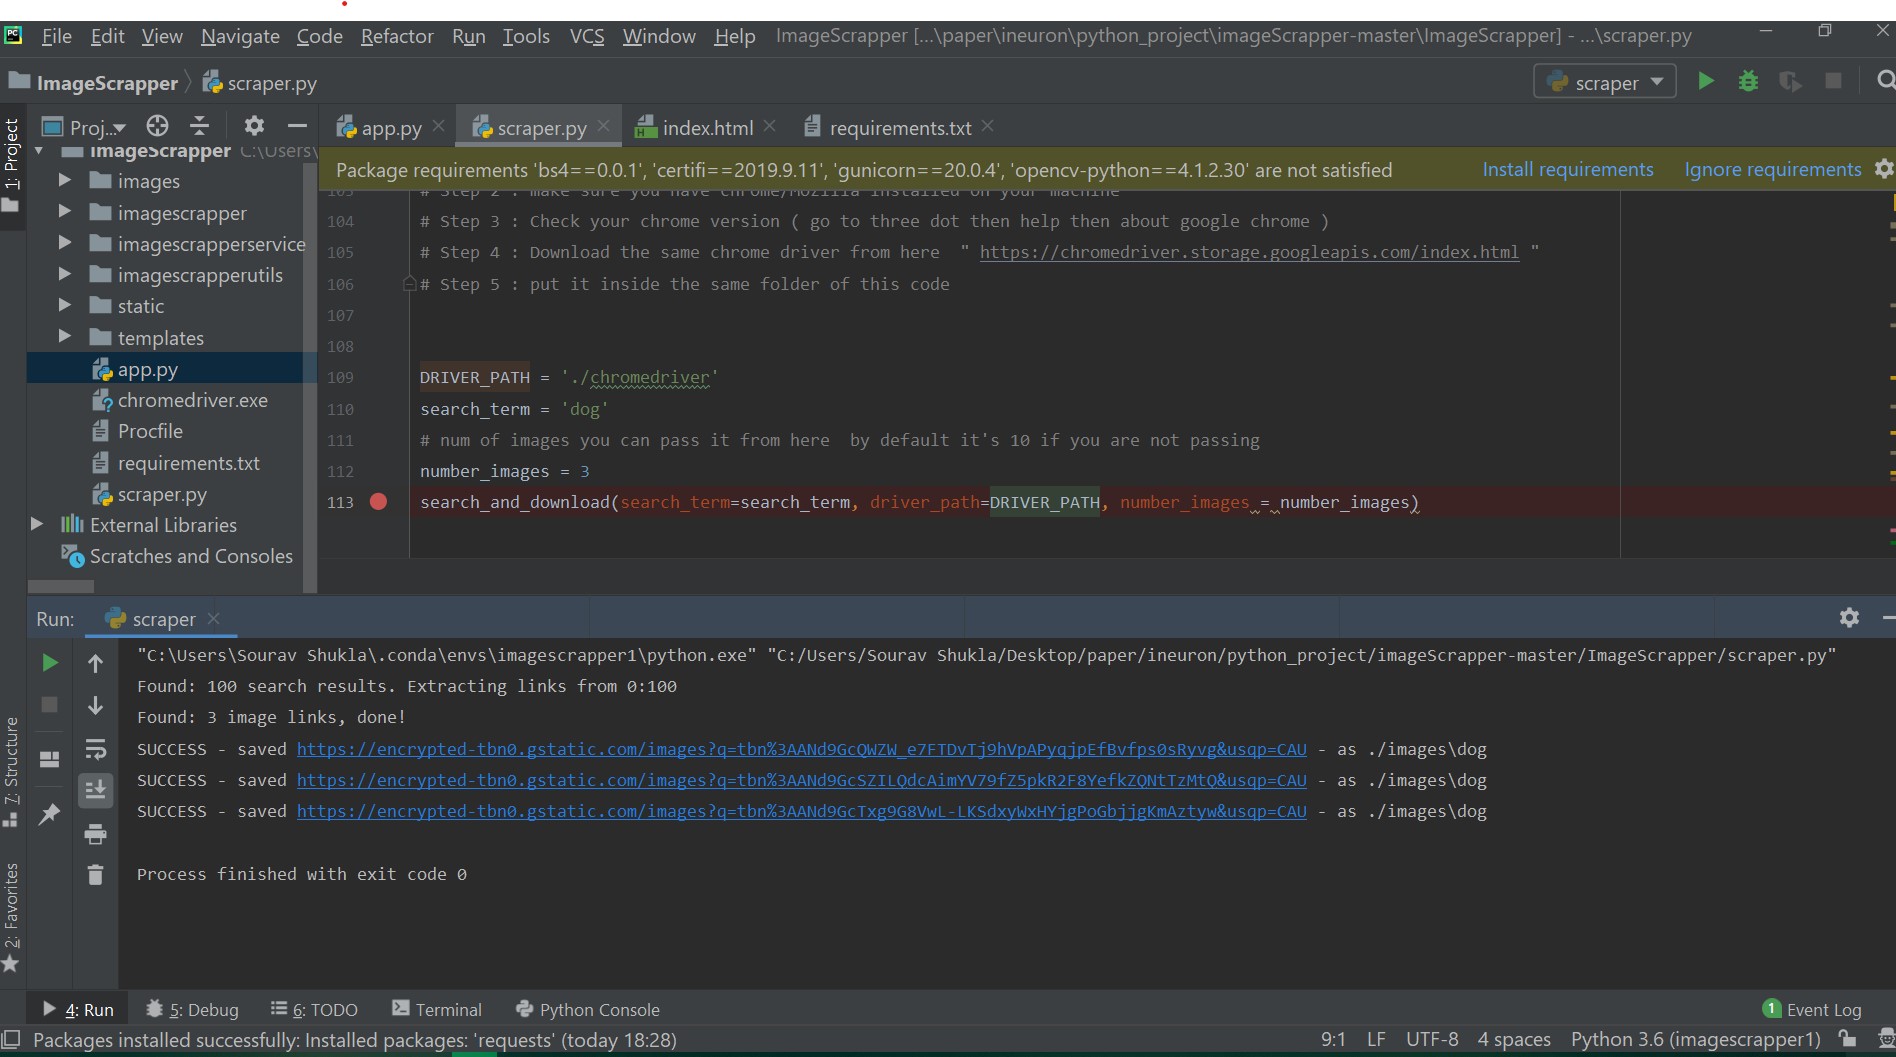 File Edit View Navigate Code Refactor Run Tools VCS Window Help ImageScrapper [...\paper\ineuron\python_project\imageScrapper-master\ImageScrapper] - ...\scraper.py
ImageScrapper scraper.py
scraper
1: Project
Proj...
app.py
scraper.py
index.html
requirements.txt
ImageScrapper C:\Users\
images
imagescrapper
imagescrapperservice
imagescrapperutils
static
templates
app.py
chromedriver.exe
Procfile
requirements.txt
scraper.py
External Libraries
Scratches and Consoles
Package requirements 'bs4==0.0.1', 'certifi==2019.9.11', 'gunicorn==20.0.4', 'opencv-python==4.1.2.30' are not satisfied Install requirements Ignore requirements
103 # Step 2 : make sure you have chrome/Mozilla installed on your machine
104 # Step 3 : Check your chrome version ( go to three dot then help then about google chrome )
105 # Step 4 : Download the same chrome driver from here " https://chromedriver.storage.googleapis.com/index.html "
106 # Step 5 : put it inside the same folder of this code
107
108
109 DRIVER_PATH = './chromedriver'
110 search_term = 'dog'
111 # num of images you can pass it from here by default it's 10 if you are not passing
112 number_images = 3
113 search_and_download(search_term=search_term, driver_path=DRIVER_PATH, number_images = number_images)
Run: scraper
"C:\Users\Sourav Shukla\.conda\envs\imagescrapper1\python.exe" "C:/Users/Sourav Shukla/Desktop/paper/ineuron/python_project/imageScrapper-master/ImageScrapper/scraper.py"
Found: 100 search results. Extracting links from 0:100
Found: 3 image links, done!
SUCCESS - saved https://encrypted-tbn0.gstatic.com/images?q=tbn%3AANd9GcQWZW_e7FTDvTj9hVpAPyqjpEfBvfps0sRyvg&usqp=CAU - as ./images\dog
SUCCESS - saved https://encrypted-tbn0.gstatic.com/images?q=tbn%3AANd9GcSZILQdcAimYV79fZ5pkR2F8YefkZQNtTzMtQ&usqp=CAU - as ./images\dog
SUCCESS - saved https://encrypted-tbn0.gstatic.com/images?q=tbn%3AANd9GcTxg9G8VwL-LKSdxyWxHYjgPoGbjjgKmAztyw&usqp=CAU - as ./images\dog
Process finished with exit code 0
7: Structure
2: Favorites
4: Run 5: Debug 6: TODO Terminal Python Console 1 Event Log
Packages installed successfully: Installed packages: 'requests' (today 18:28) 9:1 LF UTF-8 4 spaces Python 3.6 (imagescrapper1)